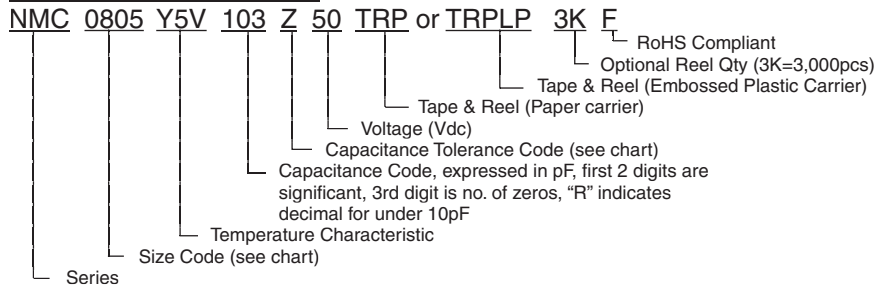 NMC 0805 Y5V 103 Z 50 TRP or TRPLP 3K F
RoHS Compliant
Optional Reel Qty (3K=3,000pcs)
Tape & Reel (Embossed Plastic Carrier)
Tape & Reel (Paper carrier)
Voltage (Vdc)
Capacitance Tolerance Code (see chart)
Capacitance Code, expressed in pF, first 2 digits are
significant, 3rd digit is no. of zeros, “R” indicates
decimal for under 10pF
Temperature Characteristic
Size Code (see chart)
Series